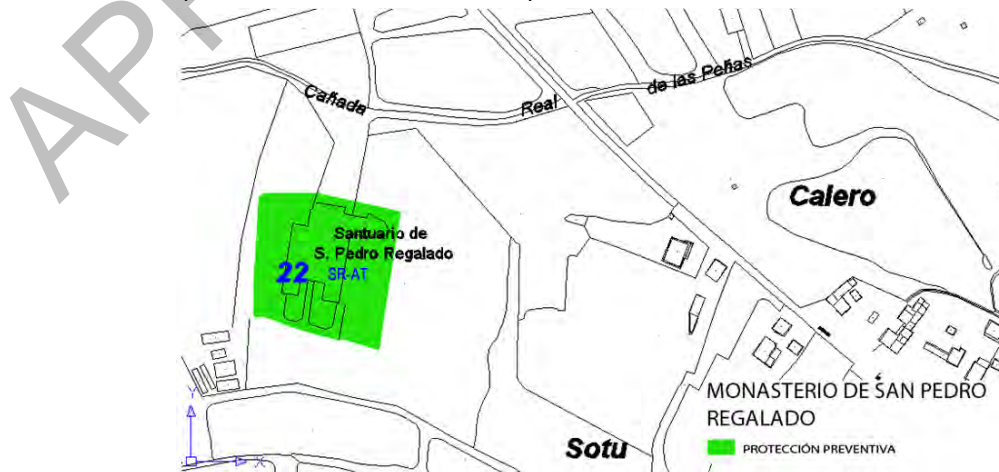 AP
Cañada Real de las Peñas
Calero
Santuario de
S. Pedro Regalado
22 SR-AT
MONASTERIO DE SAN PEDRO
REGALADO
PROTECCIÓN PREVENTIVA
Sotu
Y
X